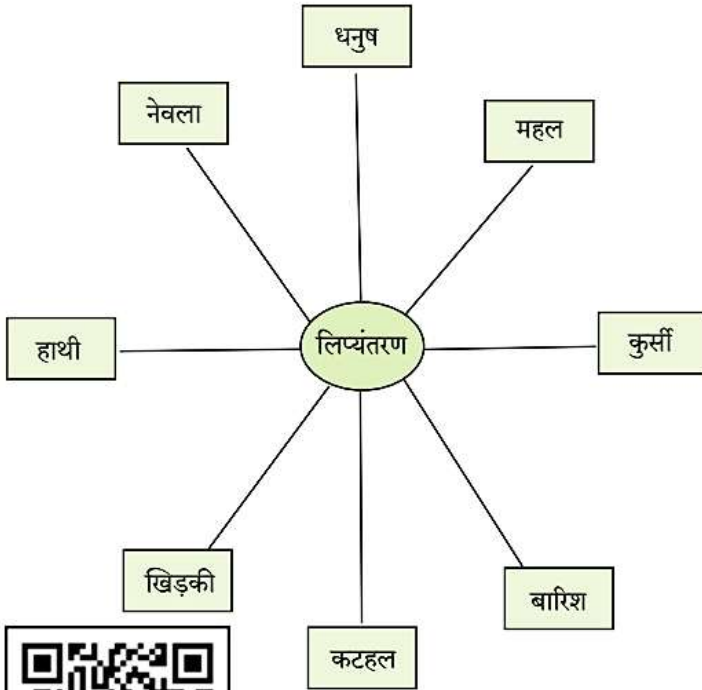 धनुष
नेवला
महल
हाथी
लिप्यंतरण
कुर्सी
खिड़की
बारिश
कटहल